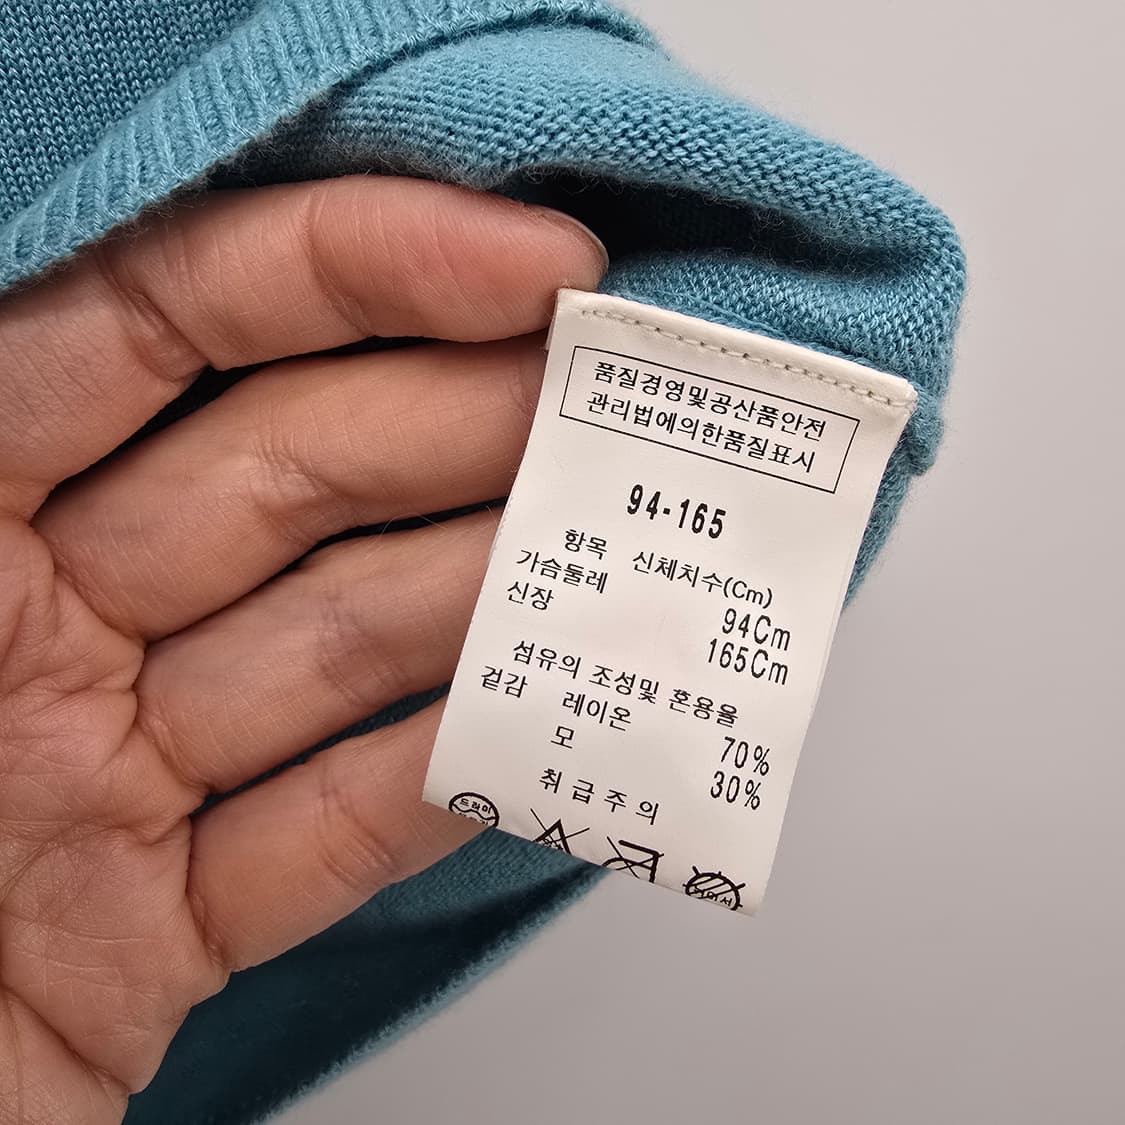 품질경영및공산품안전
관리법에의한품질표시
94-165
항목 신체치수(Cm)
가슴둘레 94Cm
신장 165Cm
섬유의 조성및 혼용율
겉감 레이온 70%
모 30%
취급주의
드라이